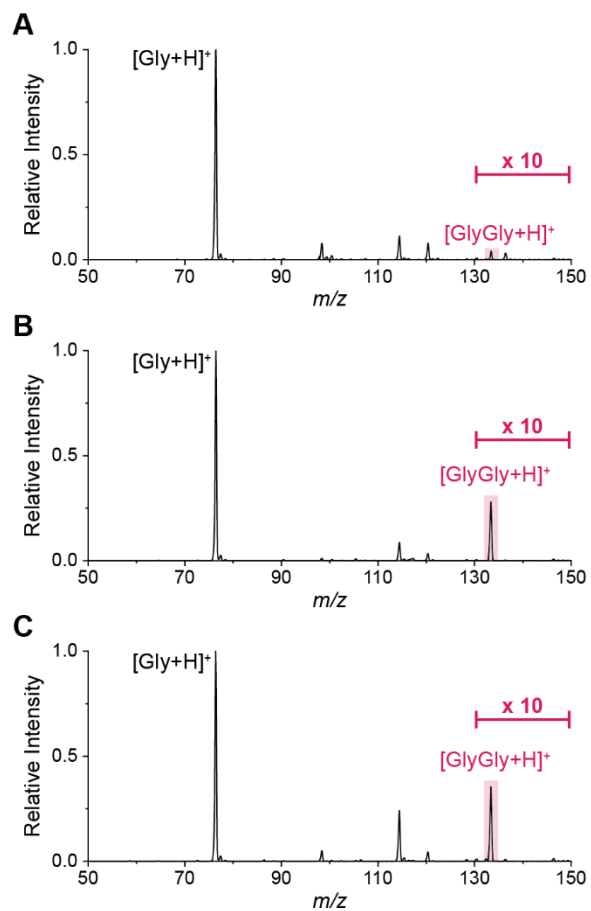 A
1.0
[Gly+H]+
Relative Intensity
0.5
x 10
[GlyGly+H]+
0.0
50 70 90 110 130 150
m/z
B
1.0
[Gly+H]+
Relative Intensity
0.5
x 10
[GlyGly+H]+
0.0
50 70 90 110 130 150
m/z
C
1.0
[Gly+H]+
Relative Intensity
0.5
x 10
[GlyGly+H]+
0.0
50 70 90 110 130 150
m/z